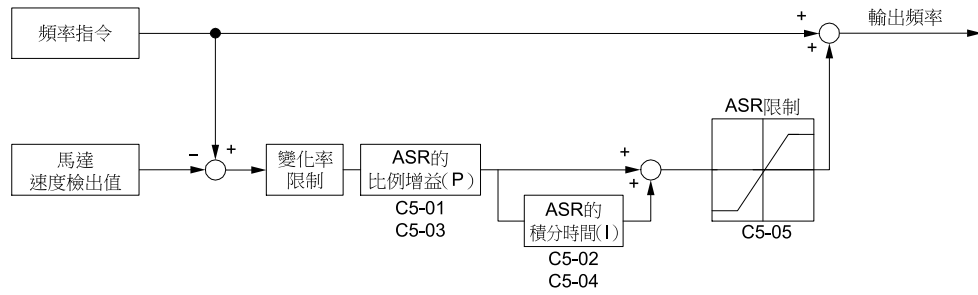 頻率指令
+
+
輸出頻率
ASR限制
馬達
速度檢出值
−
+
變化率
限制
ASR的
比例增益(P)
C5-01
C5-03
+
+
ASR的
積分時間(I)
C5-02
C5-04
C5-05